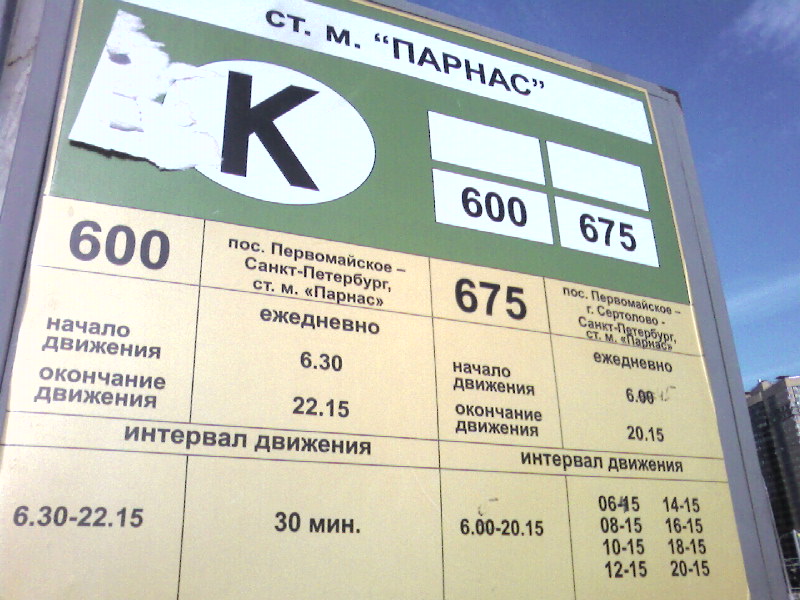 ст. м. “ПАРНАС”
К
600
675
600
пос. Первомайское –
Санкт-Петербург,
ст. м. «Парнас»
начало
движения
окончание
движения
ежедневно
6.30
22.15
интервал движения
6.30-22.15
30 мин.
675
пос. Первомайское –
г. Сертолово -
Санкт-Петербург,
ст. м. «Парнас»
начало
движения
окончание
движения
ежедневно
6.00
20.15
интервал движения
6.00-20.15
06-15 14-15
08-15 16-15
10-15 18-15
12-15 20-15